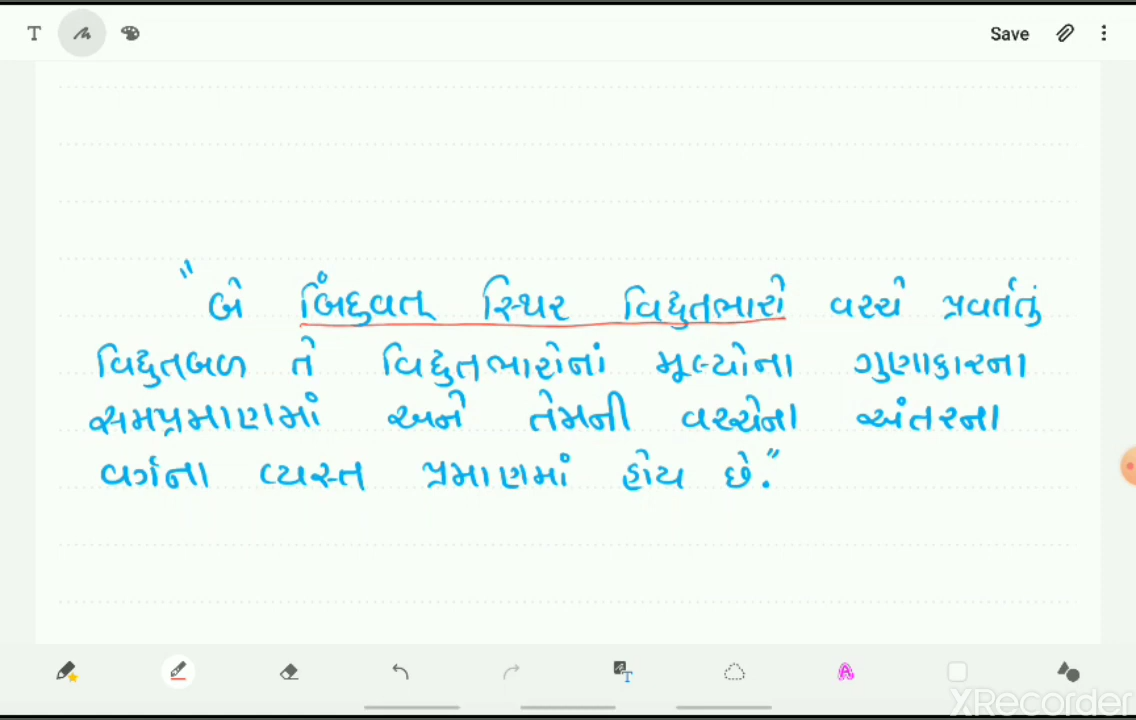 T
Save
"બે બિંદુવત્ સ્થિર વિદ્યુતભારો વચ્ચે પ્રવર્તતું
વિદ્યુતબળ તે વિદ્યુતભારોનાં મૂલ્યોના ગુણાકારના
સમપ્રમાણમાં અને તેમની વચ્ચેના અંતરના
વર્ગના વ્યસ્ત પ્રમાણમાં હોય છે."
T
A
XRecorder